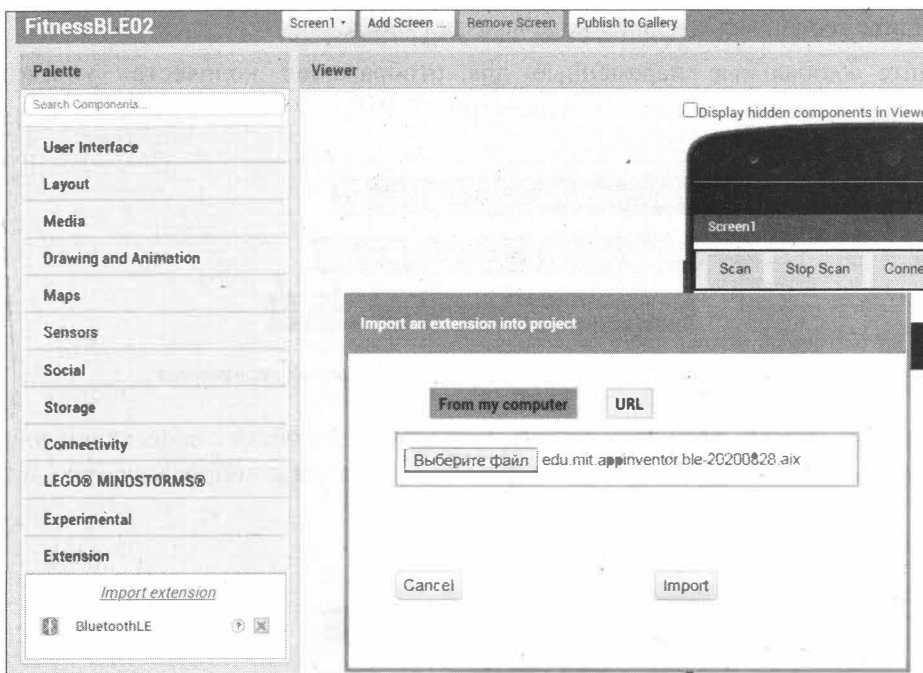 FitnessBLE02
Screen1
Add Screen ...
Remove Screen
Publish to Gallery
Palette
Viewer
Search Components...
Display hidden components in Viewe
User Interface
Layout
Media
Drawing and Animation
Maps
Sensors
Social
Storage
Connectivity
LEGO® MINDSTORMS®
Experimental
Extension
Import extension
BluetoothLE
?
Screen1
Scan
Stop Scan
Conne
Import an extension into project
From my computer
URL
Выберите файл edu.mit.appinventor.ble-20200828.aix
Cancel
Import